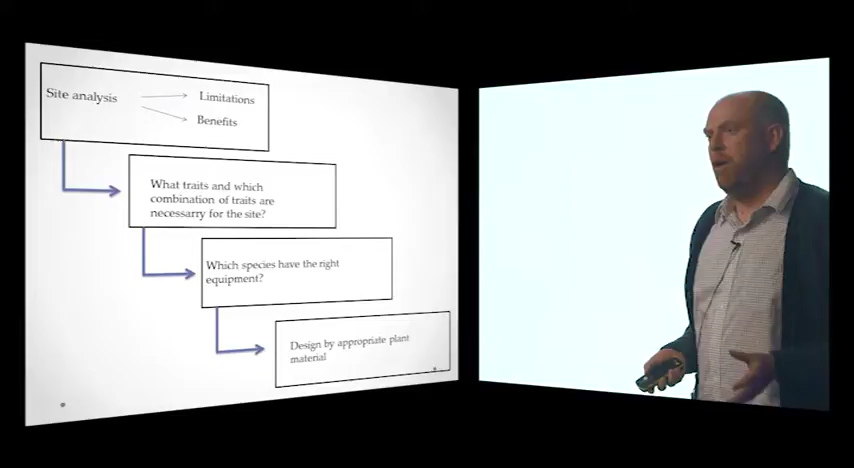 Site analysis
Limitations
Benefits
What traits and which
combination of traits are
necessarry for the site?
Which species have the right
equipment?
Design by appropriate plant
material